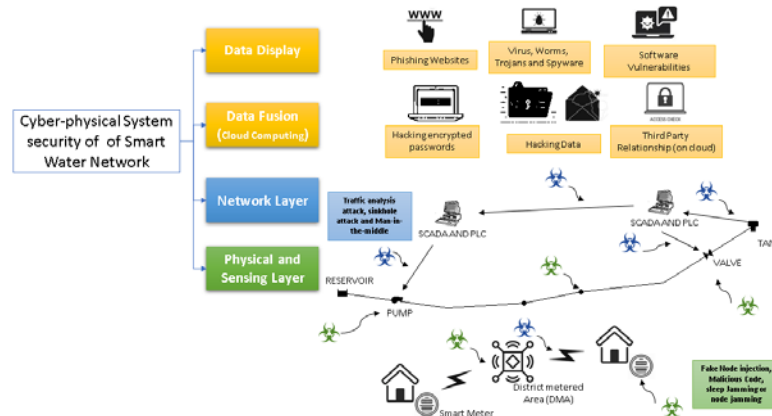 Cyber-physical System
security of of Smart
Water Network
Data Display
Data Fusion
(Cloud Computing)
Network Layer
Physical and
Sensing Layer
WWW
Phishing Websites
Virus, Worms,
Trojans and Spyware
Software
Vulnerabilities
Hacking encrypted
passwords
Hacking Data
ACCESS CHECK
Third Party
Relationship (on cloud)
Traffic analysis
attack, sinkhole
attack and Man-in-
the-middle
SCADA AND PLC
SCADA AND PLC
TAN
VALVE
RESERVOIR
PUMP
District metered
Area (DMA)
Smart Meter
Fake Node injection,
Malicious Code,
sleep Jamming or
node jamming